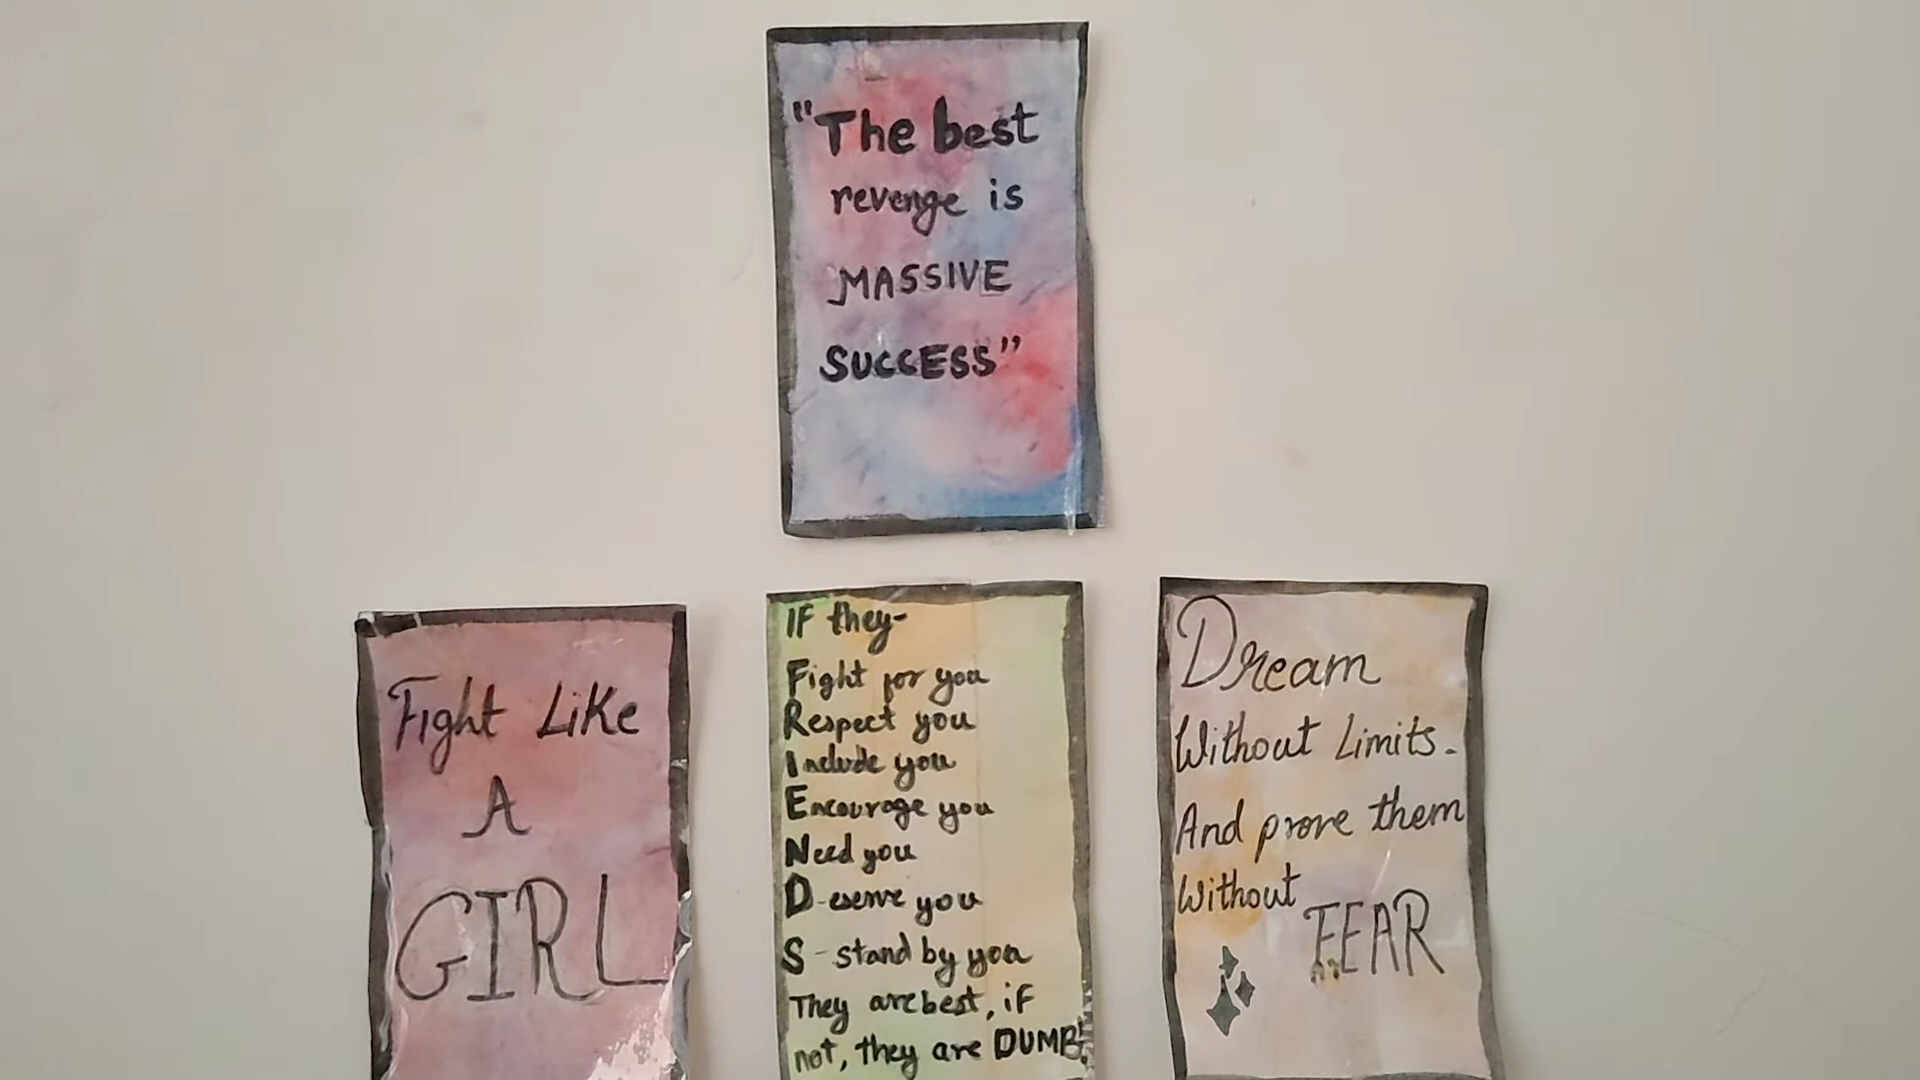 "The best
revenge is
MASSIVE
SUCCESS"
Fight LiKe
A
GIRL
IF they-
Fight for you
Respect you
Include you
Encourage you
Need you
D-eserve you
S-stand by you
They are best, if
not, they are DUMB!
Dream
Without Limits.
And prove them
Without
FEAR